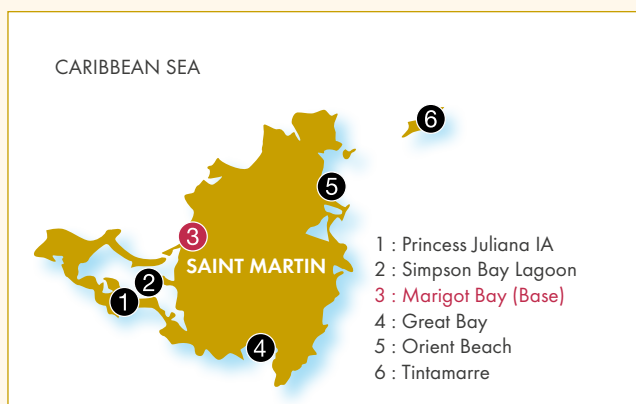 CARIBBEAN SEA
6
5
3
SAINT MARTIN
2
1
4
1 : Princess Juliana IA
2 : Simpson Bay Lagoon
3 : Marigot Bay (Base)
4 : Great Bay
5 : Orient Beach
6 : Tintamarre